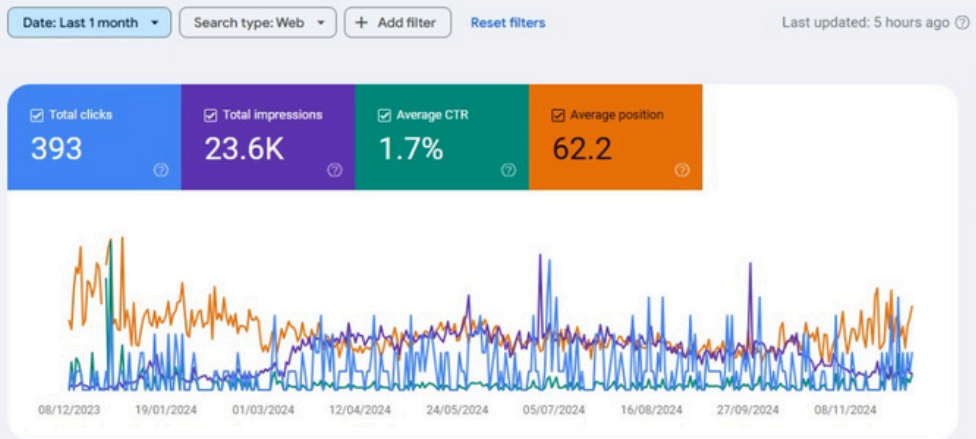 Date: Last 1 month Search type: Web + Add filter Reset filters Last updated: 5 hours ago
Total clicks Total impressions Average CTR Average position
393 23.6K 1.7% 62.2
08/12/2023 19/01/2024 01/03/2024 12/04/2024 24/05/2024 05/07/2024 16/08/2024 27/09/2024 08/11/2024